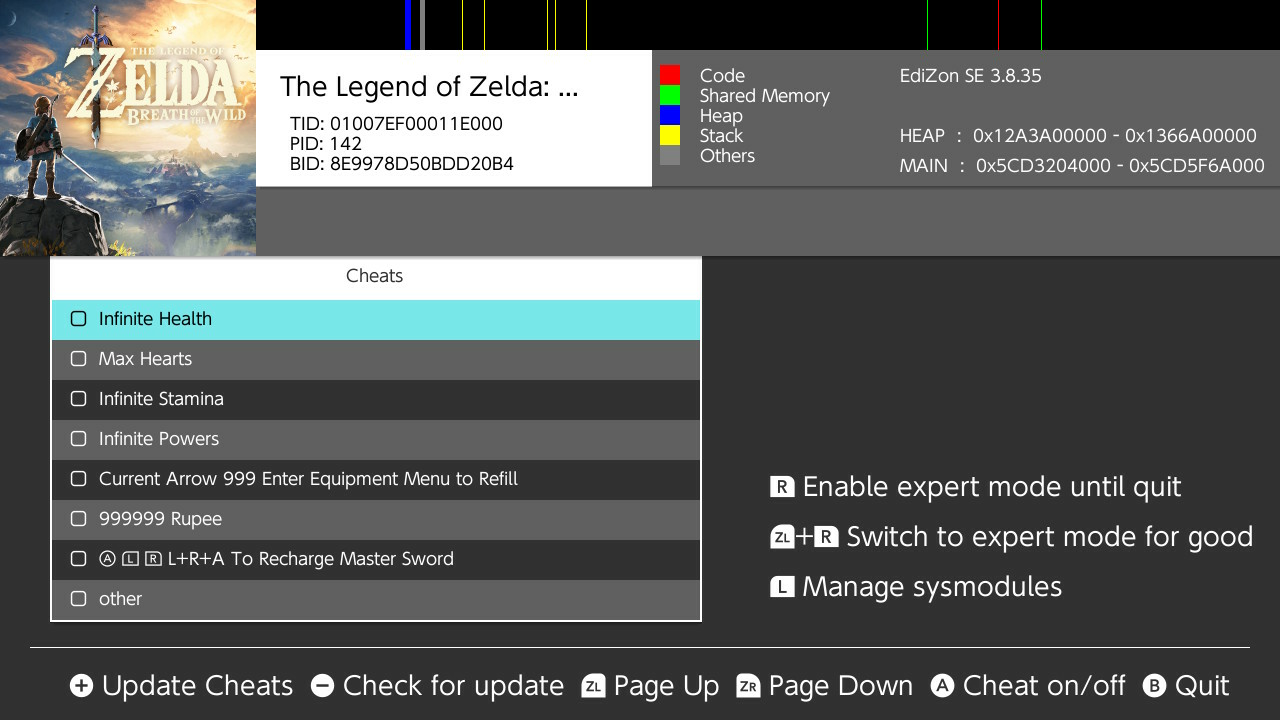 THE LEGEND OF
ZELDA
BREATH OF THE WILD
The Legend of Zelda: ...
TID: 01007EF00011E000
PID: 142
BID: 8E9978D50BDD20B4
Code
Shared Memory
Heap
Stack
Others
EdiZon SE 3.8.35
HEAP : 0x12A3A00000 - 0x1366A00000
MAIN : 0x5CD3204000 - 0x5CD5F6A000
Cheats
Infinite Health
Max Hearts
Infinite Stamina
Infinite Powers
Current Arrow 999 Enter Equipment Menu to Refill
999999 Rupee
A L R L+R+A To Recharge Master Sword
other
R Enable expert mode until quit
ZL+R Switch to expert mode for good
L Manage sysmodules
+ Update Cheats - Check for update ZL Page Up ZR Page Down A Cheat on/off B Quit